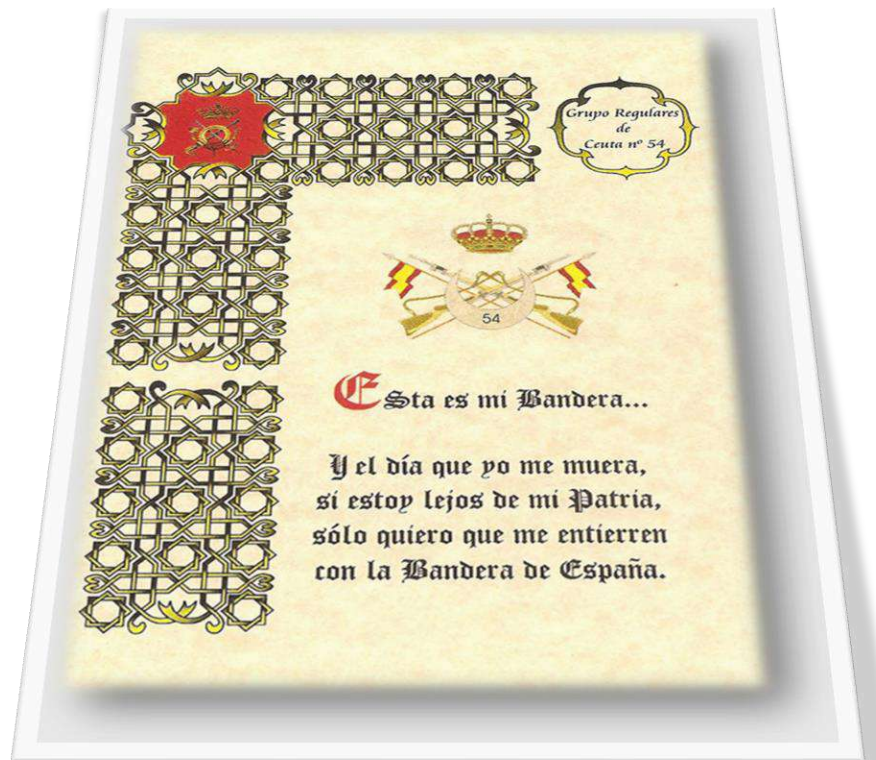 Grupo Regulares
de
Ceuta nº 54
54
Esta es mi Bandera...
Y el día que yo me muera,
si estoy lejos de mi Patria,
sólo quiero que me entierren
con la Bandera de España.